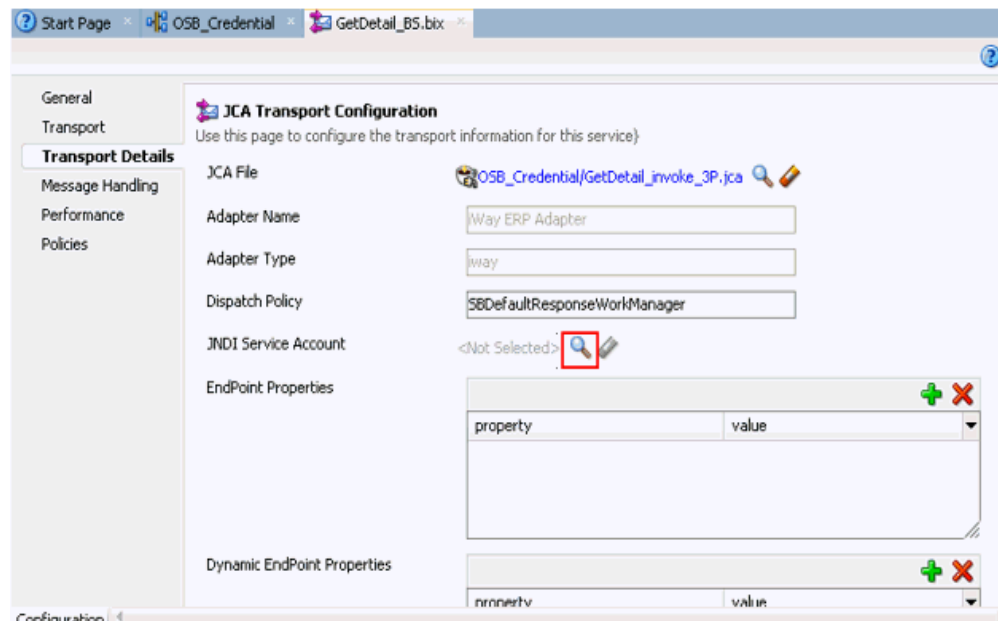 Start Page OSB_Credential GetDetail_BS.bix
General
Transport
Transport Details
Message Handling
Performance
Policies
JCA Transport Configuration
Use this page to configure the transport information for this service}
JCA File OSB_Credential/GetDetail_invoke_3P.jca
Adapter Name iWay ERP Adapter
Adapter Type iway
Dispatch Policy SBDefaultResponseWorkManager
JNDI Service Account <Not Selected>
EndPoint Properties
property value
Dynamic EndPoint Properties
property value
Configuration